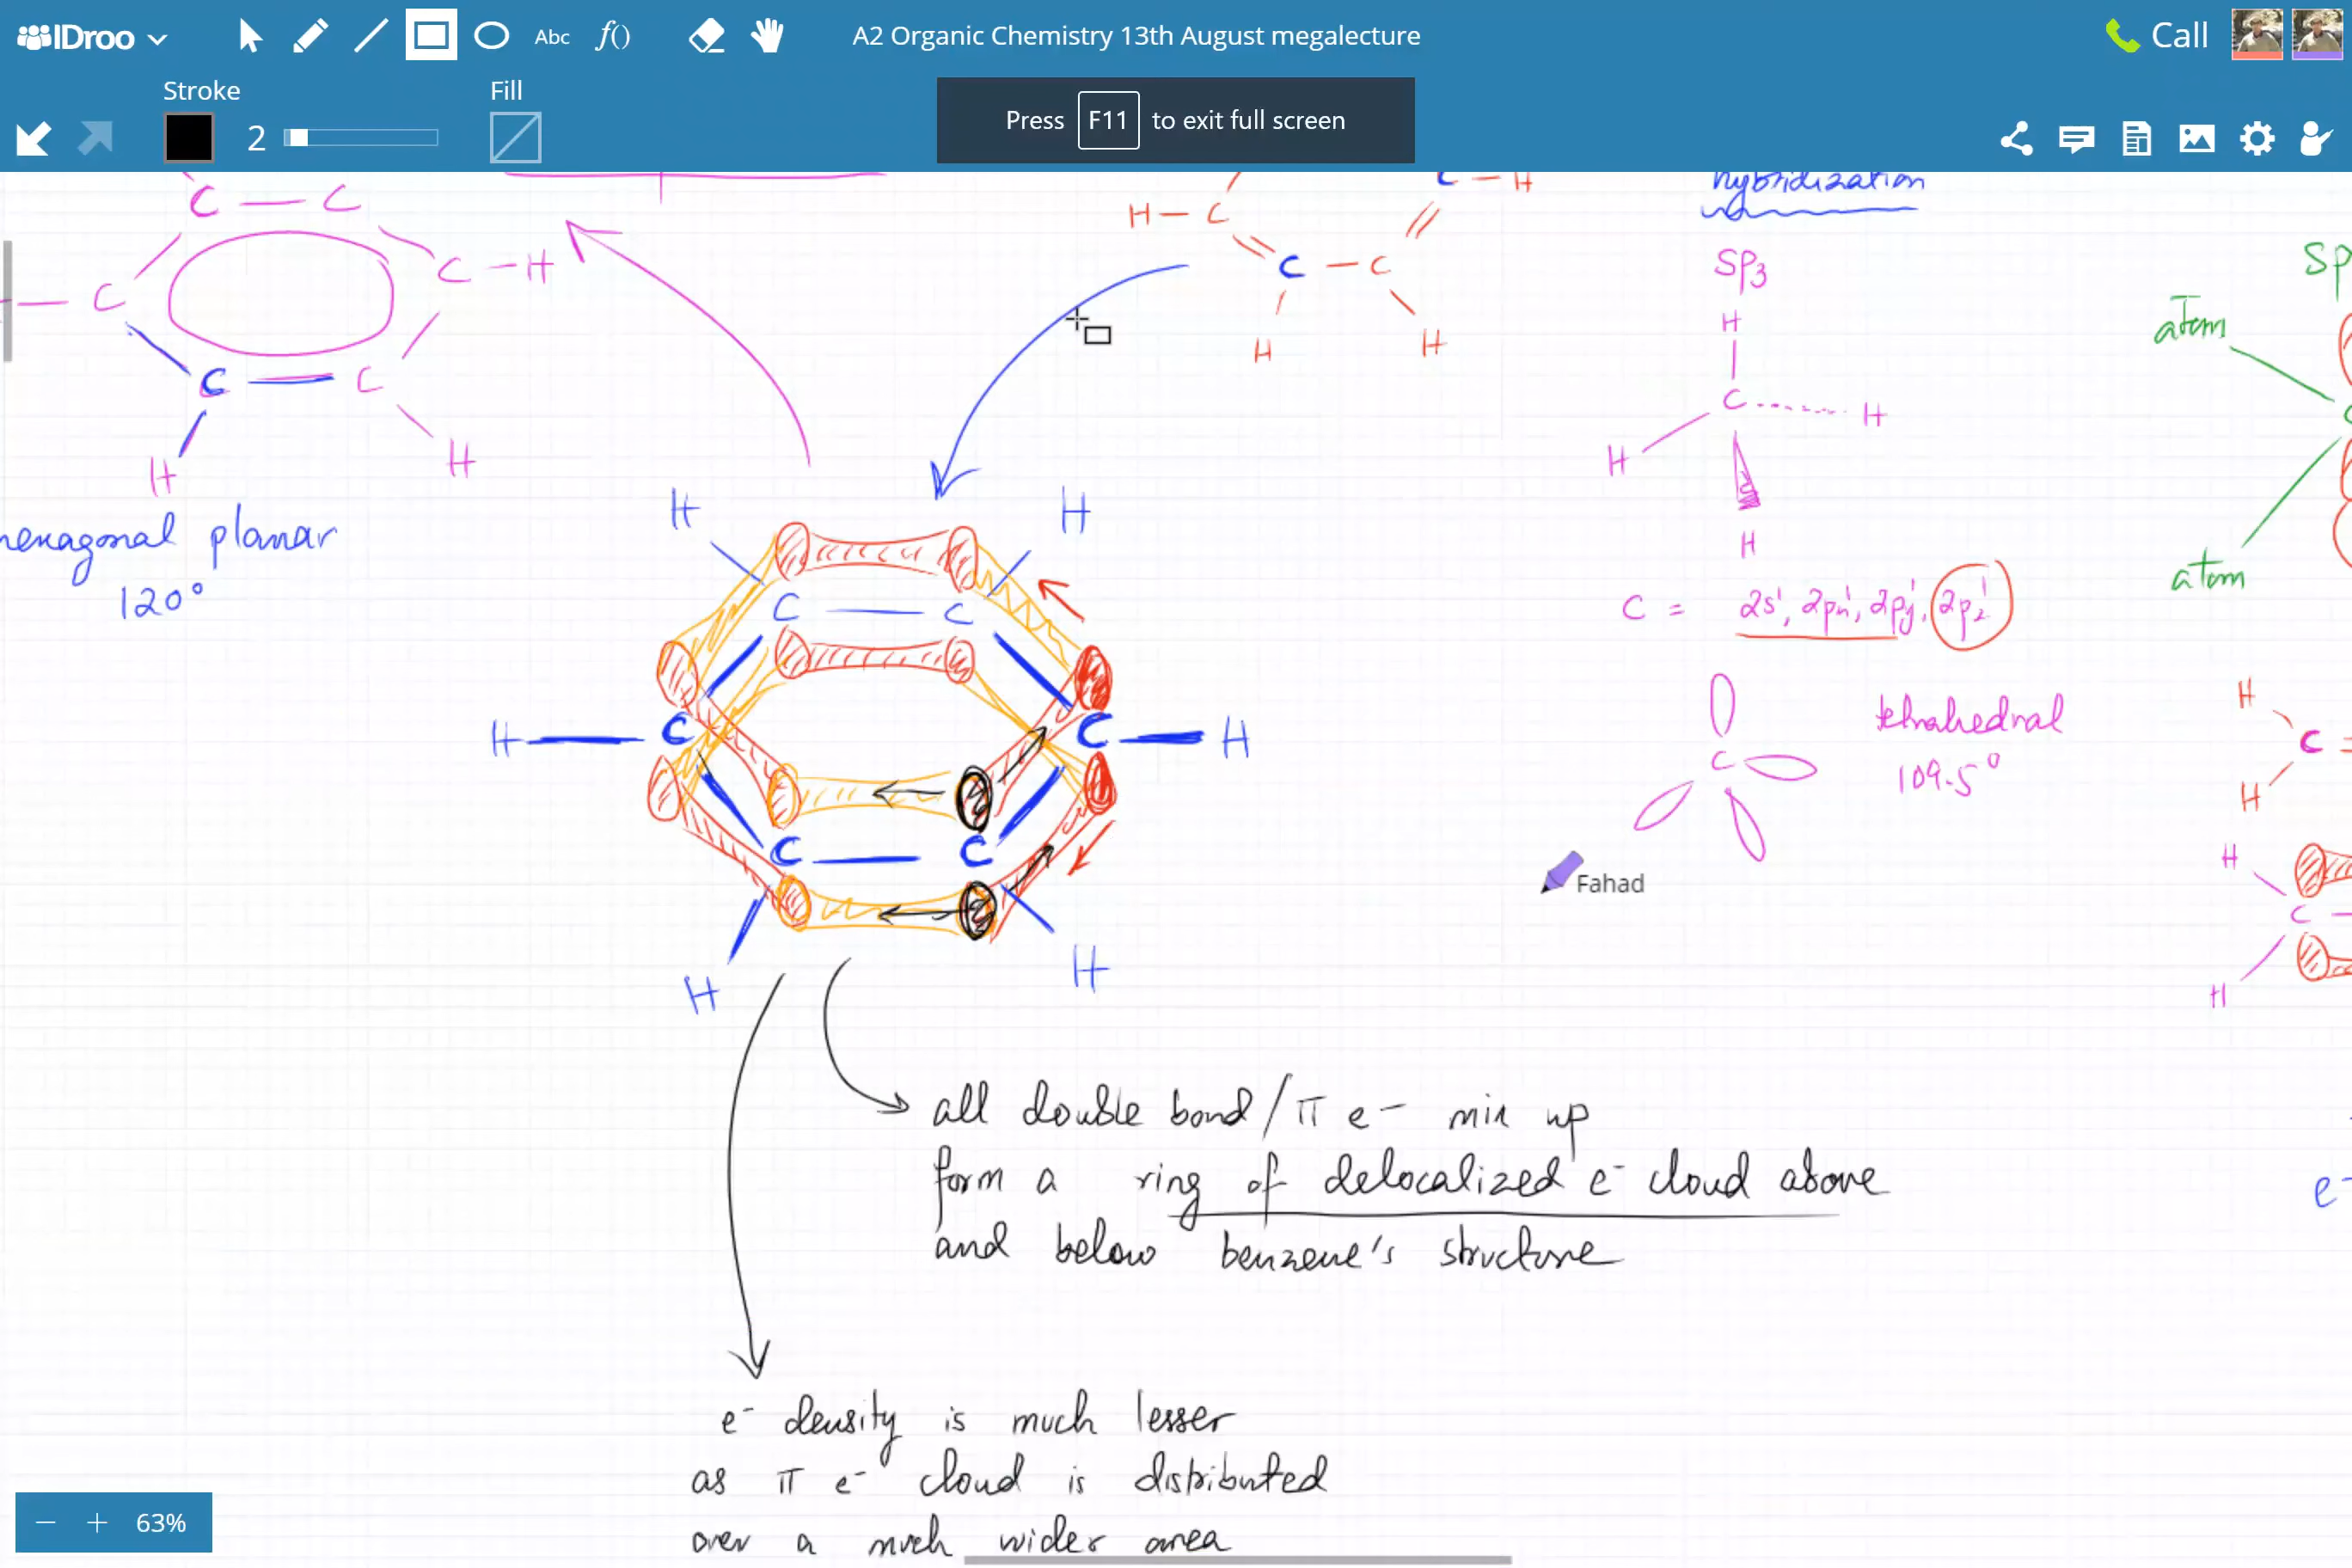 IDroo
Abc
f()
A2 Organic Chemistry 13th August megalecture
Call
Stroke
Fill
2
Press F11 to exit full screen
C — C
C — H
C
C — C
H
H
hexagonal planar
120°
H — C
C — H
C — C
H
H
hybridization
SP3
H
C
H
H
H
C = 2s¹, 2px¹, 2py¹, 2pz¹
C
tetrahedral
109.5°
Sp
atom
atom
H
H
C — C
H — C
C — H
C — C
H
H
Fahad
H
C =
H
H
C —
H
e-
all double bond / π e- mix up
form a ring of delocalized e- cloud above
and below benzene's structure
e- density is much lesser
as π e- cloud is distributed
over a much wider area
63%